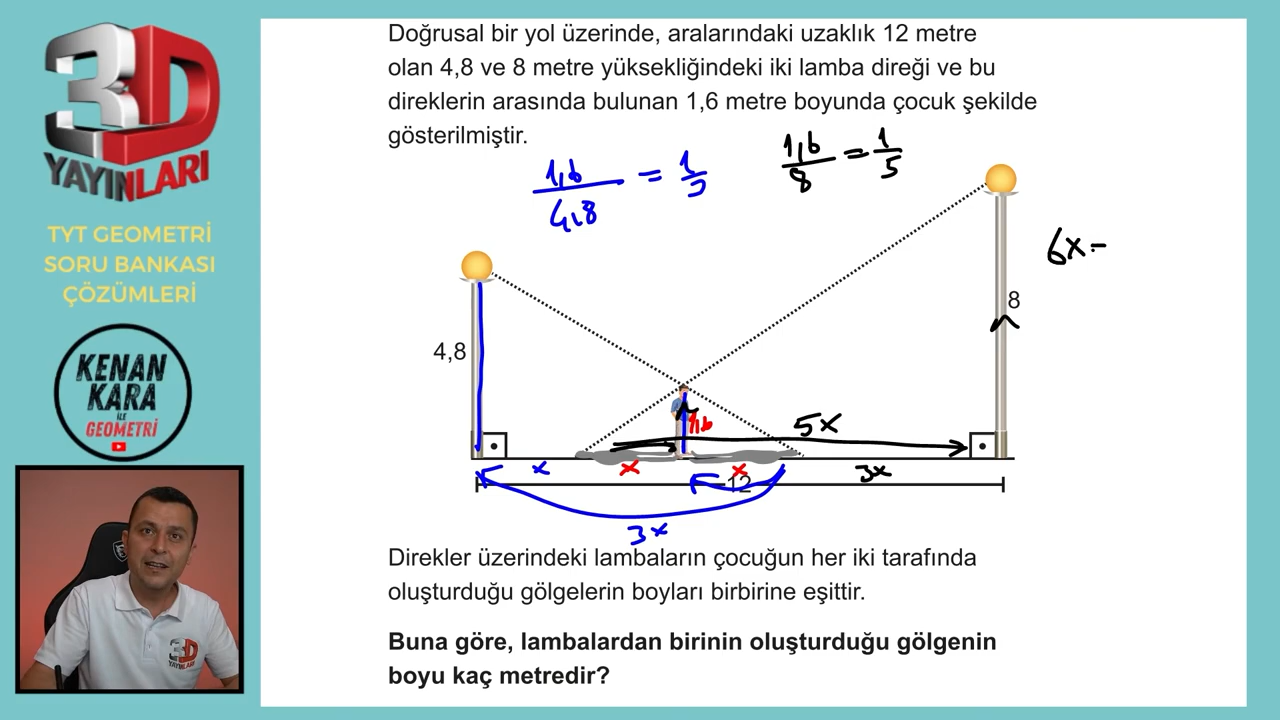 3D
YAYINLARI
TYT GEOMETRİ
SORU BANKASI
ÇÖZÜMLERİ
KENAN
KARA
İLE
GEOMETRİ
3D
YAYINLARI
Doğrusal bir yol üzerinde, aralarındaki uzaklık 12 metre
olan 4,8 ve 8 metre yüksekliğindeki iki lamba direği ve bu
direklerin arasında bulunan 1,6 metre boyunda çocuk şekilde
gösterilmiştir.
1,6/4,8 = 1/3
1,6/8 = 1/5
6x=
8
4,8
1,6
5x
x x x 3x
12
3x
Direkler üzerindeki lambaların çocuğun her iki tarafında
oluşturduğu gölgelerin boyları birbirine eşittir.
Buna göre, lambalardan birinin oluşturduğu gölgenin
boyu kaç metredir?